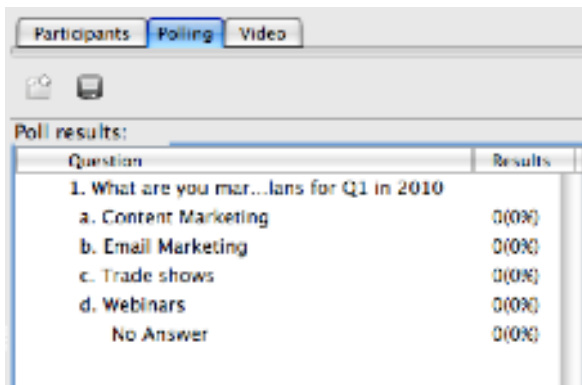 Participants Polling Video
Poll results:
Question Results
1. What are you mar...lans for Q1 in 2010
a. Content Marketing 0(0%)
b. Email Marketing 0(0%)
c. Trade shows 0(0%)
d. Webinars 0(0%)
No Answer 0(0%)